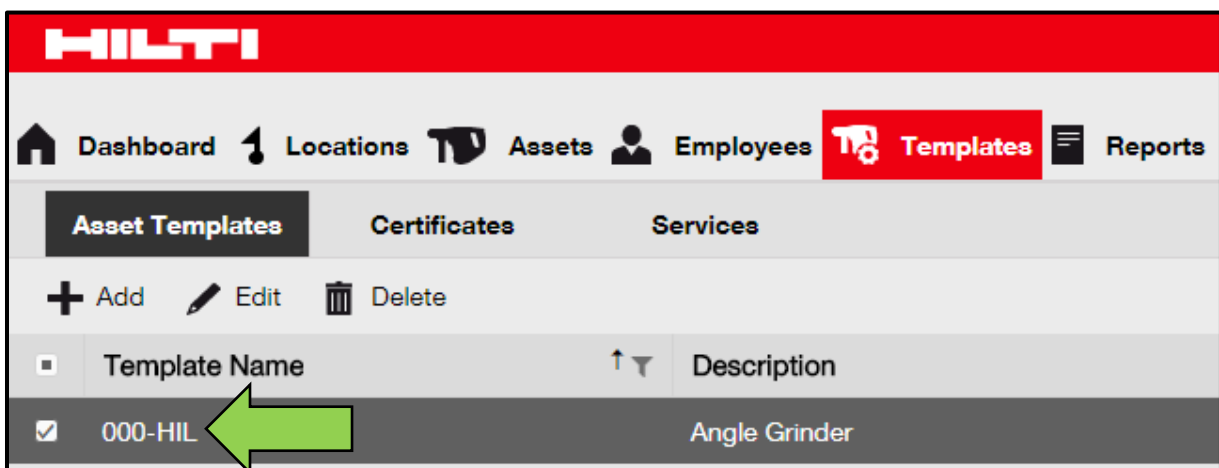 HILTI
Dashboard Locations Assets Employees Templates Reports
Asset Templates Certificates Services
Add Edit Delete
Template Name Description
000-HIL Angle Grinder